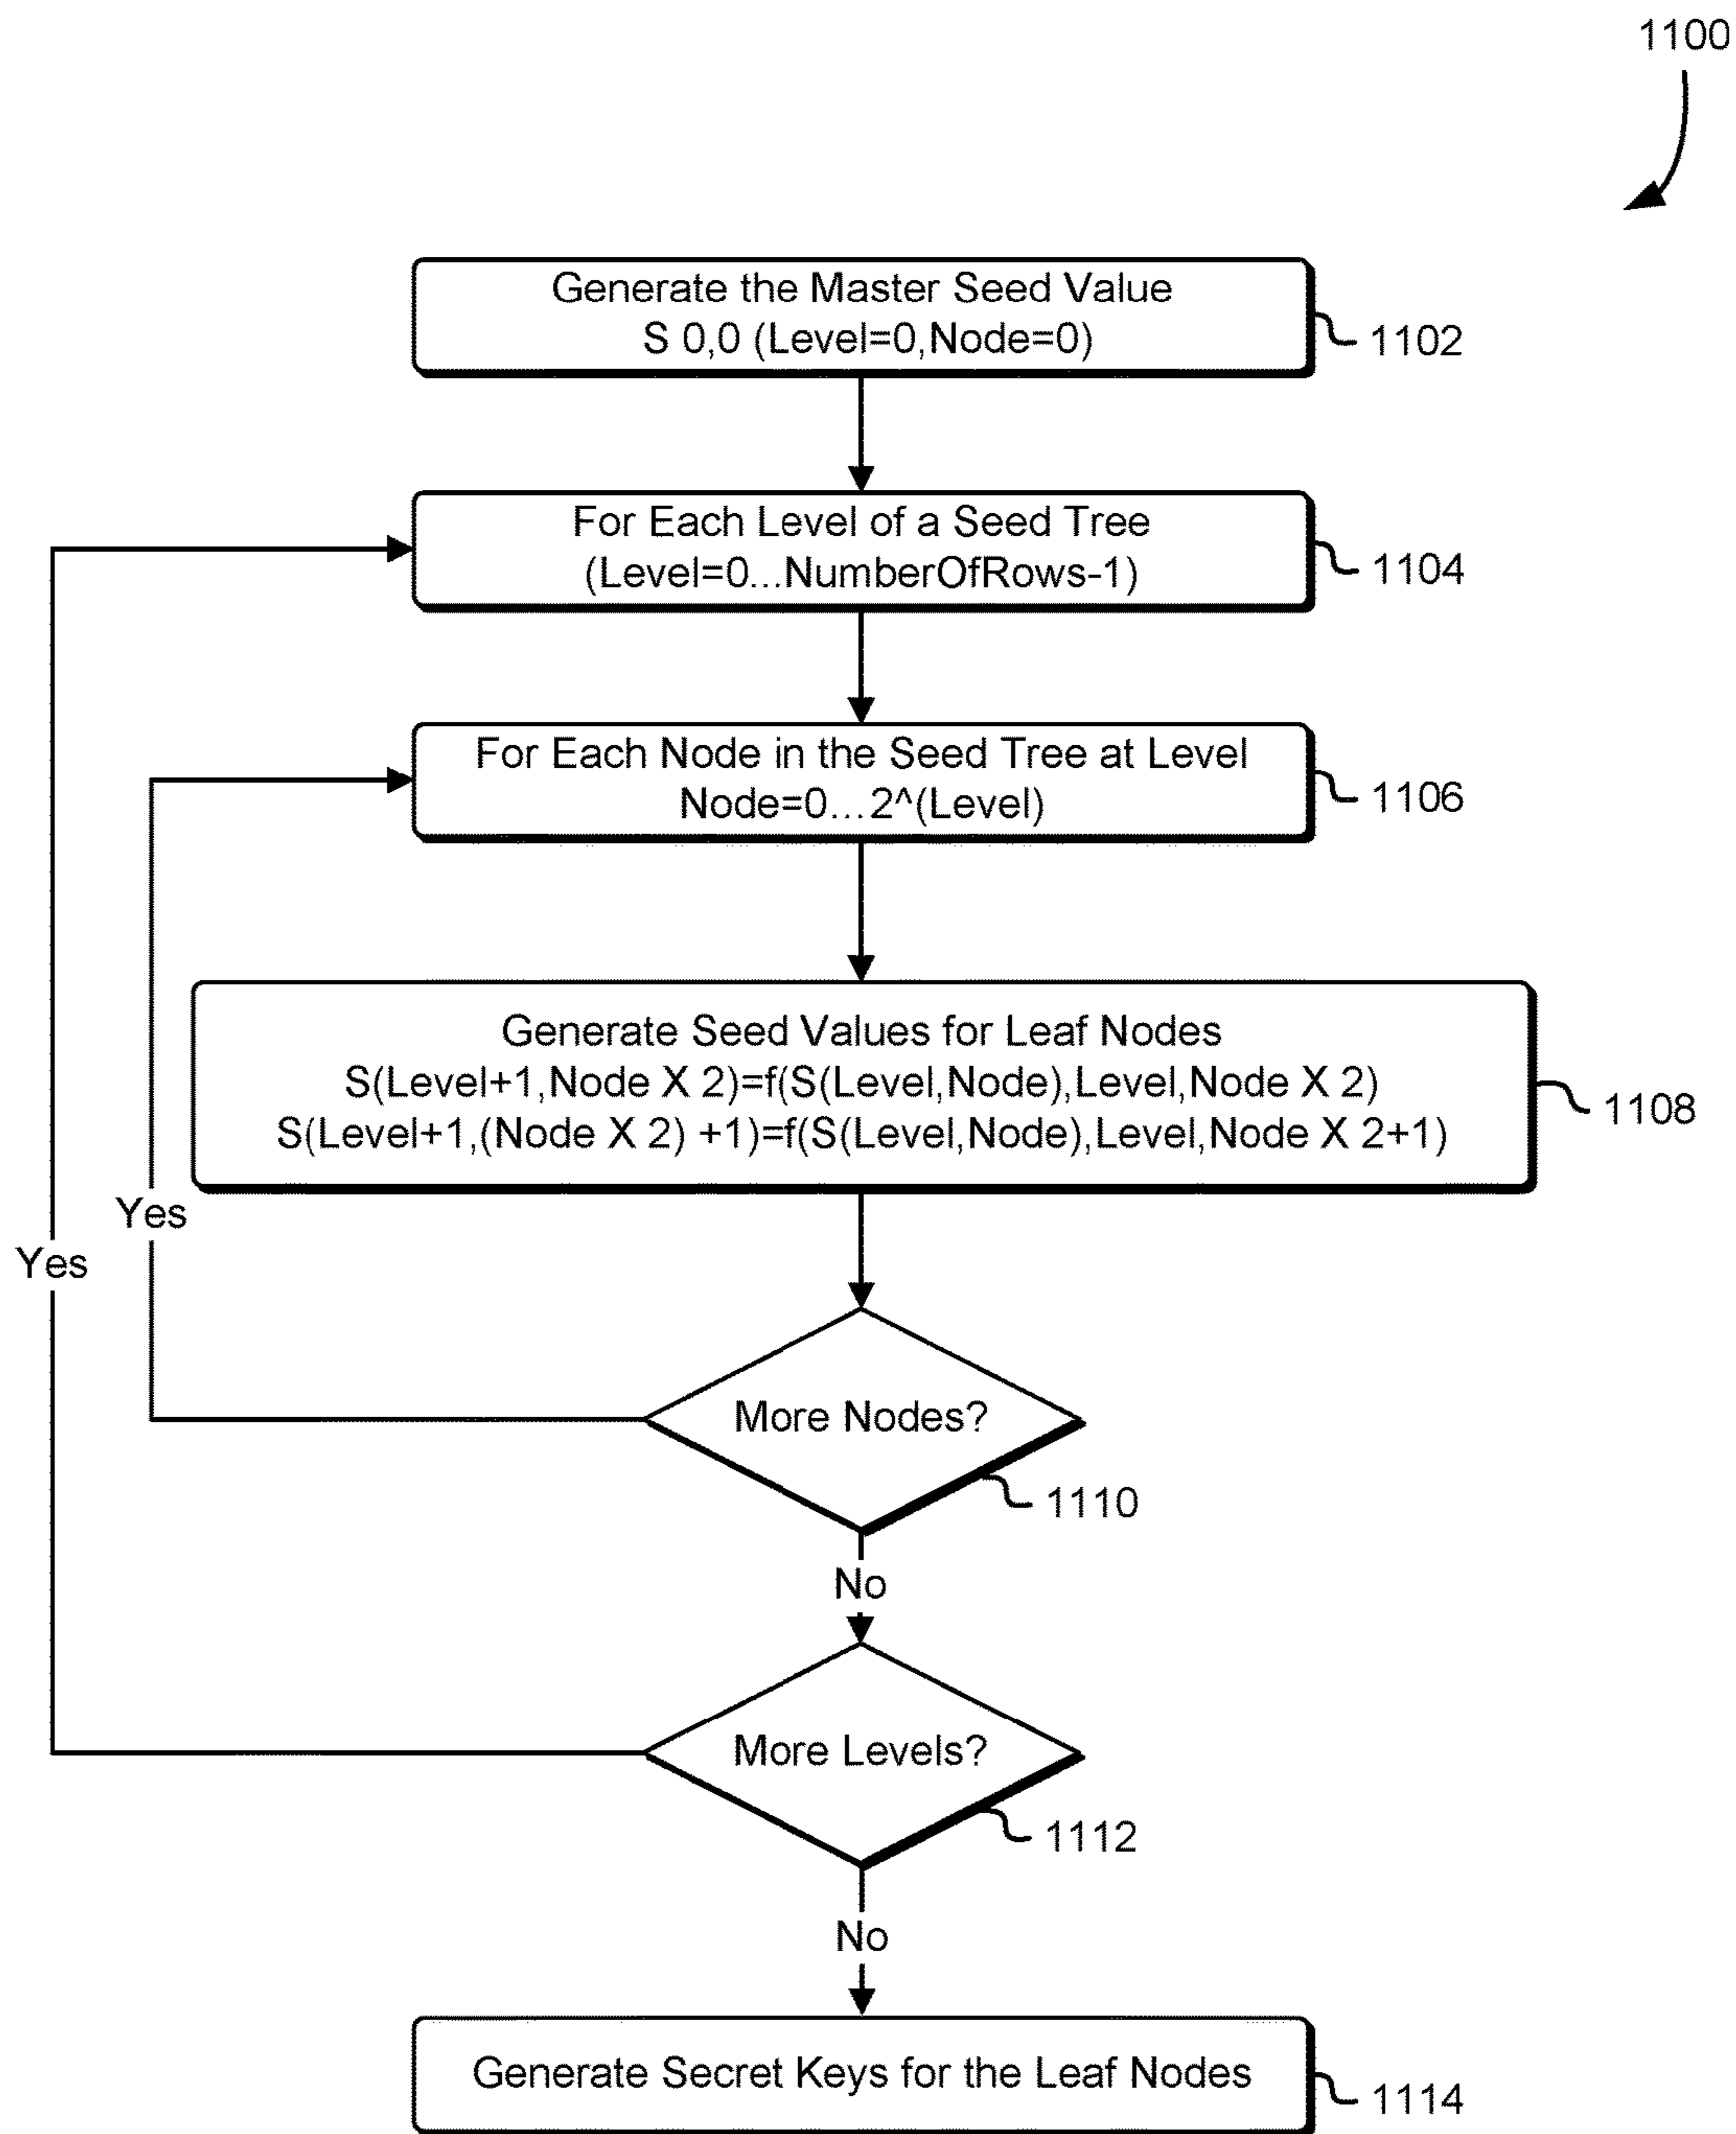 1100
Generate the Master Seed Value
S 0,0 (Level=0,Node=0)
1102
For Each Level of a Seed Tree
(Level=0...NumberOfRows-1)
1104
For Each Node in the Seed Tree at Level
Node=0...2^(Level)
1106
Generate Seed Values for Leaf Nodes
S(Level+1,Node X 2)=f(S(Level,Node),Level,Node X 2)
S(Level+1,(Node X 2) +1)=f(S(Level,Node),Level,Node X 2+1)
1108
Yes
Yes
More Nodes?
1110
No
More Levels?
1112
No
Generate Secret Keys for the Leaf Nodes
1114